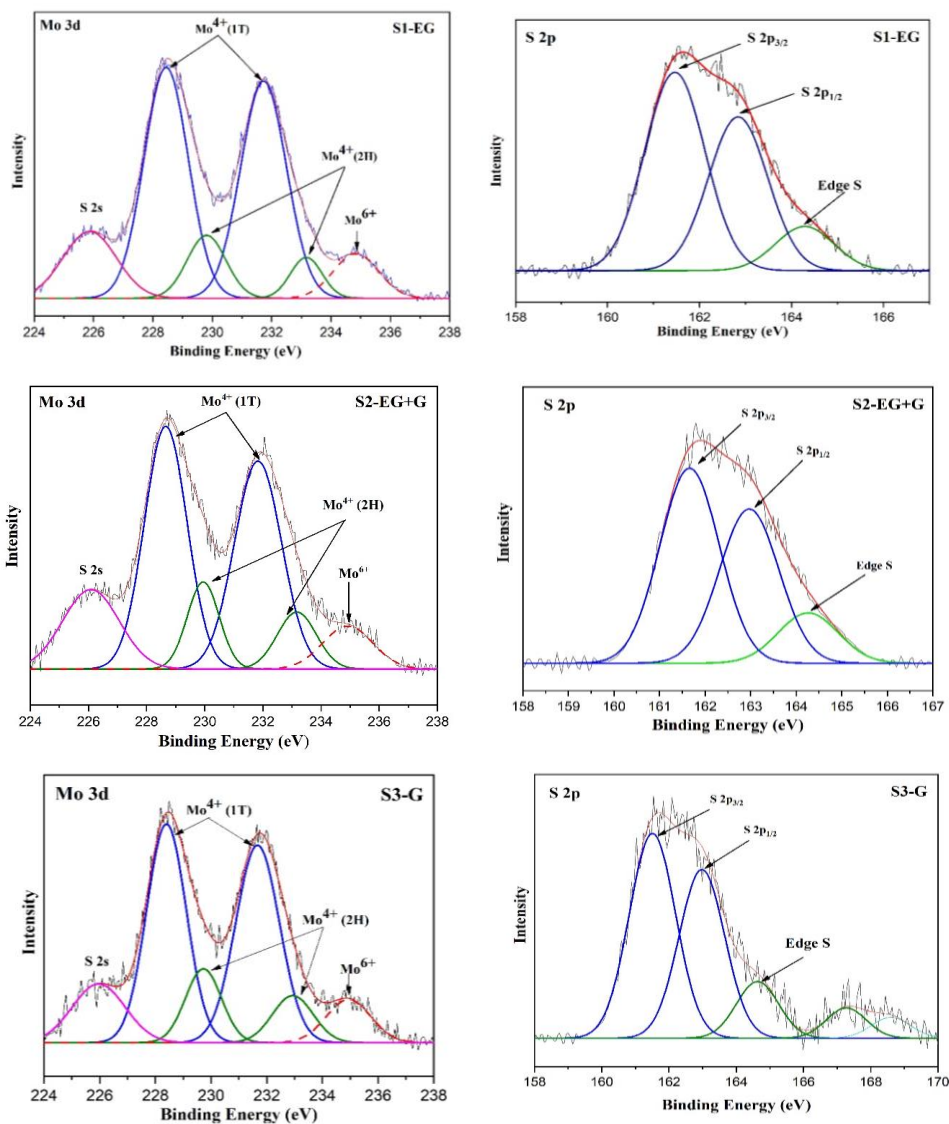 Mo 3d
Mo4+(1T)
S1-EG
Mo4+(2H)
S 2s
Mo6+
Intensity
224 226 228 230 232 234 236 238
Binding Energy (eV)
S 2p
S1-EG
S 2p3/2
S 2p1/2
Edge S
Intensity
158 160 162 164 166
Binding Energy (eV)
Mo 3d
Mo4+ (1T)
S2-EG+G
Mo4+ (2H)
S 2s
Mo6+
Intensity
224 226 228 230 232 234 236 238
Binding Energy (eV)
S 2p
S2-EG+G
S 2p3/2
S 2p1/2
Edge S
Intensity
158 159 160 161 162 163 164 165 166 167
Binding Energy (eV)
Mo 3d
S3-G
Mo4+ (1T)
Mo4+ (2H)
S 2s
Mo6+
Intensity
224 226 228 230 232 234 236 238
Binding Energy (eV)
S 2p
S3-G
S 2p3/2
S 2p1/2
Edge S
Intensity
158 160 162 164 166 168 170
Binding Energy (eV)